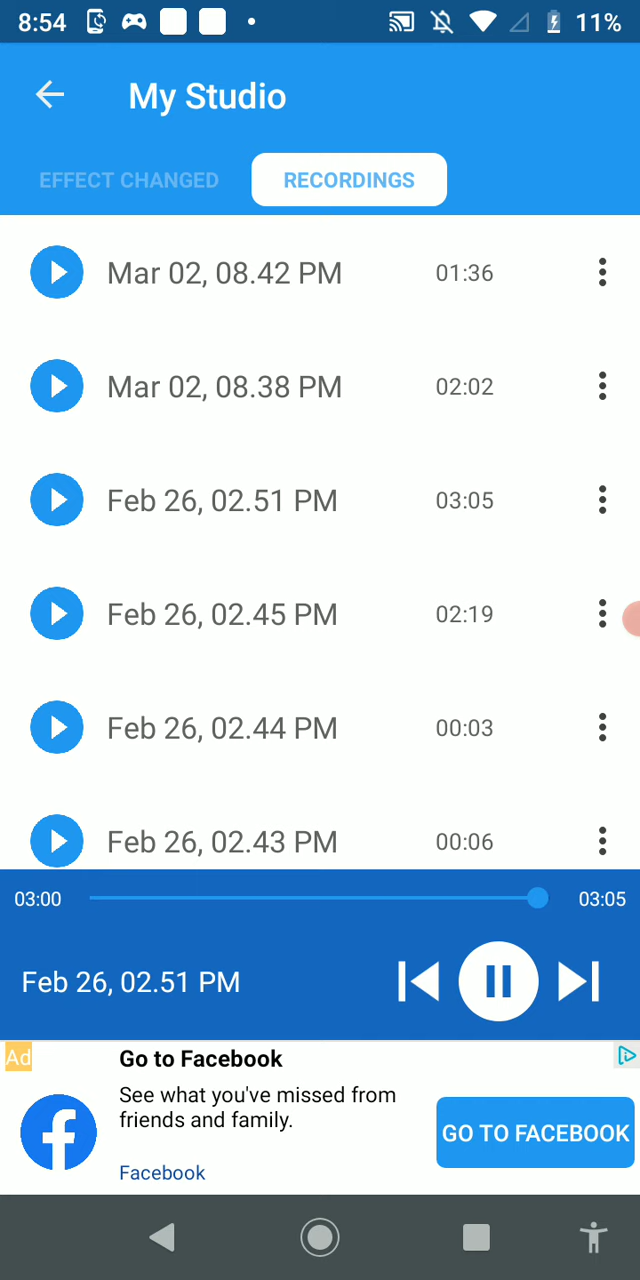 8:54 11%
My Studio
EFFECT CHANGED RECORDINGS
Mar 02, 08.42 PM 01:36
Mar 02, 08.38 PM 02:02
Feb 26, 02.51 PM 03:05
Feb 26, 02.45 PM 02:19
Feb 26, 02.44 PM 00:03
Feb 26, 02.43 PM 00:06
03:00 03:05
Feb 26, 02.51 PM
Ad Go to Facebook
See what you've missed from
friends and family.
GO TO FACEBOOK
Facebook